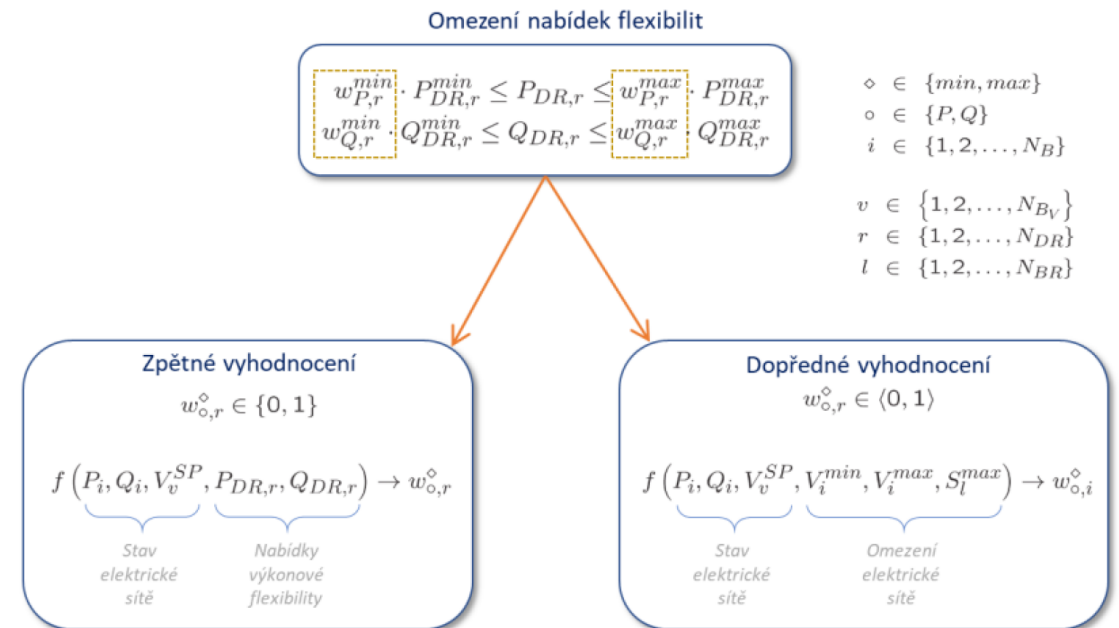 Omezení nabídek flexibilit
w_{P,r}^{min} · P_{DR,r}^{min} ≤ P_{DR,r} ≤ w_{P,r}^{max} · P_{DR,r}^{max}
w_{Q,r}^{min} · Q_{DR,r}^{min} ≤ Q_{DR,r} ≤ w_{Q,r}^{max} · Q_{DR,r}^{max}
⋄ ∈ {min, max}
∘ ∈ {P, Q}
i ∈ {1, 2, . . . , N_B}
v ∈ {1, 2, . . . , N_{B_V}}
r ∈ {1, 2, . . . , N_{DR}}
l ∈ {1, 2, . . . , N_{BR}}
Zpětné vyhodnocení
w_{∘,r}^{⋄} ∈ {0, 1}
f (P_i, Q_i, V_v^{SP}, P_{DR,r}, Q_{DR,r}) → w_{∘,r}^{⋄}
Stav
elektrické
sítě
Nabídky
výkonové
flexibility
Dopředné vyhodnocení
w_{∘,r}^{⋄} ∈ ⟨0, 1⟩
f (P_i, Q_i, V_v^{SP}, V_i^{min}, V_i^{max}, S_l^{max}) → w_{∘,i}^{⋄}
Stav
elektrické
sítě
Omezení
elektrické
sítě